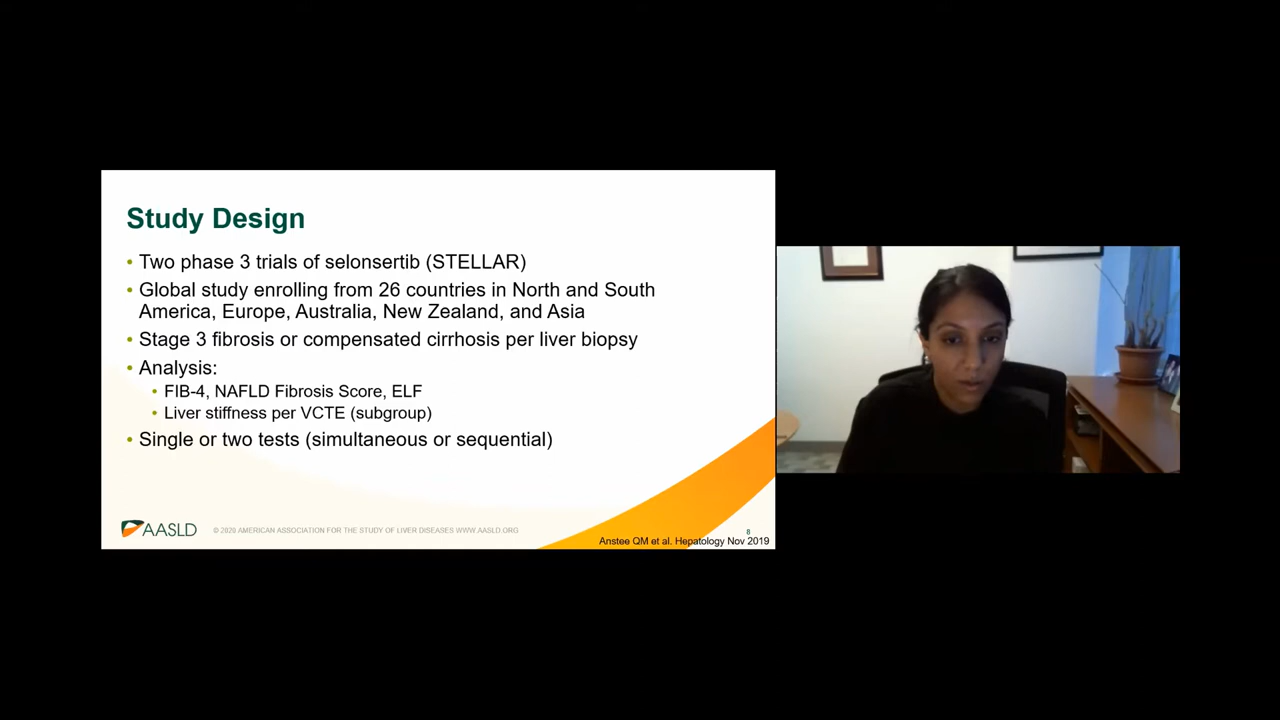 Study Design
• Two phase 3 trials of selonsertib (STELLAR)
• Global study enrolling from 26 countries in North and South
America, Europe, Australia, New Zealand, and Asia
• Stage 3 fibrosis or compensated cirrhosis per liver biopsy
• Analysis:
• FIB-4, NAFLD Fibrosis Score, ELF
• Liver stiffness per VCTE (subgroup)
• Single or two tests (simultaneous or sequential)
AASLD
© 2020 AMERICAN ASSOCIATION FOR THE STUDY OF LIVER DISEASES WWW.AASLD.ORG
8
Anstee QM et al. Hepatology Nov 2019